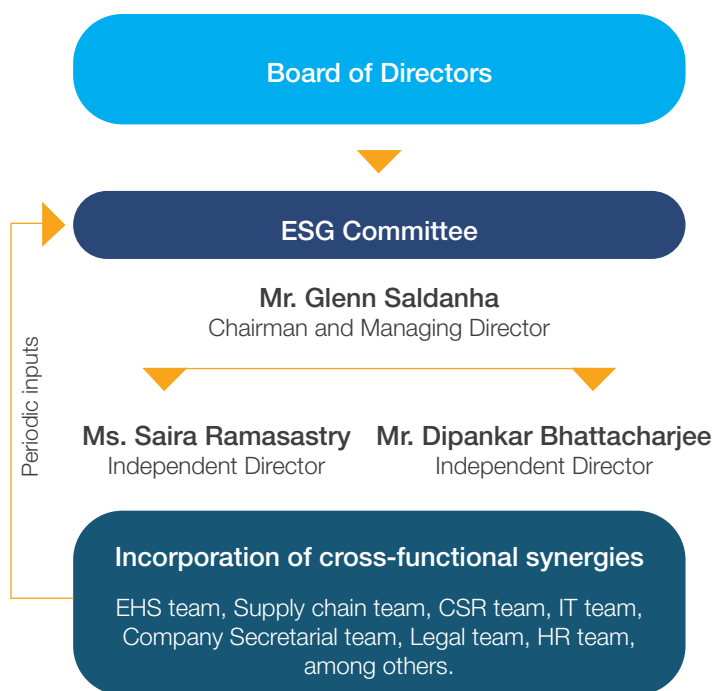 Board of Directors
ESG Committee
Mr. Glenn Saldanha
Chairman and Managing Director
Periodic inputs
Ms. Saira Ramasastry
Independent Director
Mr. Dipankar Bhattacharjee
Independent Director
Incorporation of cross-functional synergies
EHS team, Supply chain team, CSR team, IT team,
Company Secretarial team, Legal team, HR team,
among others.